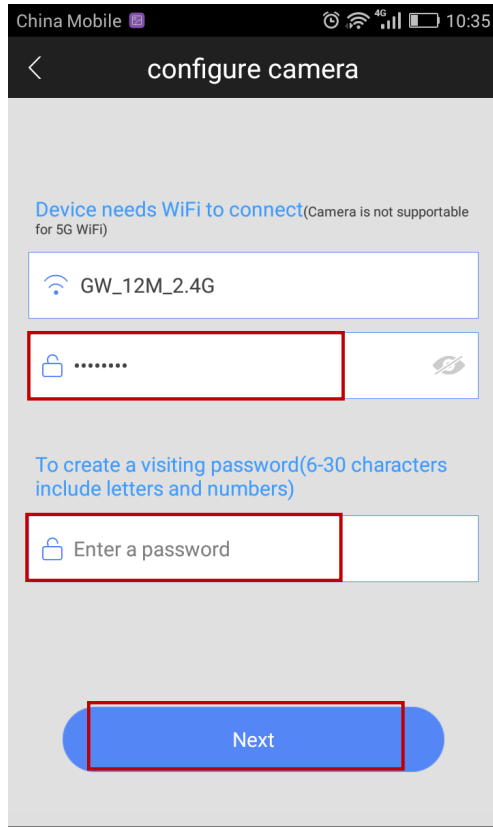 China Mobile 4G 10:35
configure camera
Device needs WiFi to connect(Camera is not supportable
for 5G WiFi)
GW_12M_2.4G
••••••••
To create a visiting password(6-30 characters
include letters and numbers)
Enter a password
Next